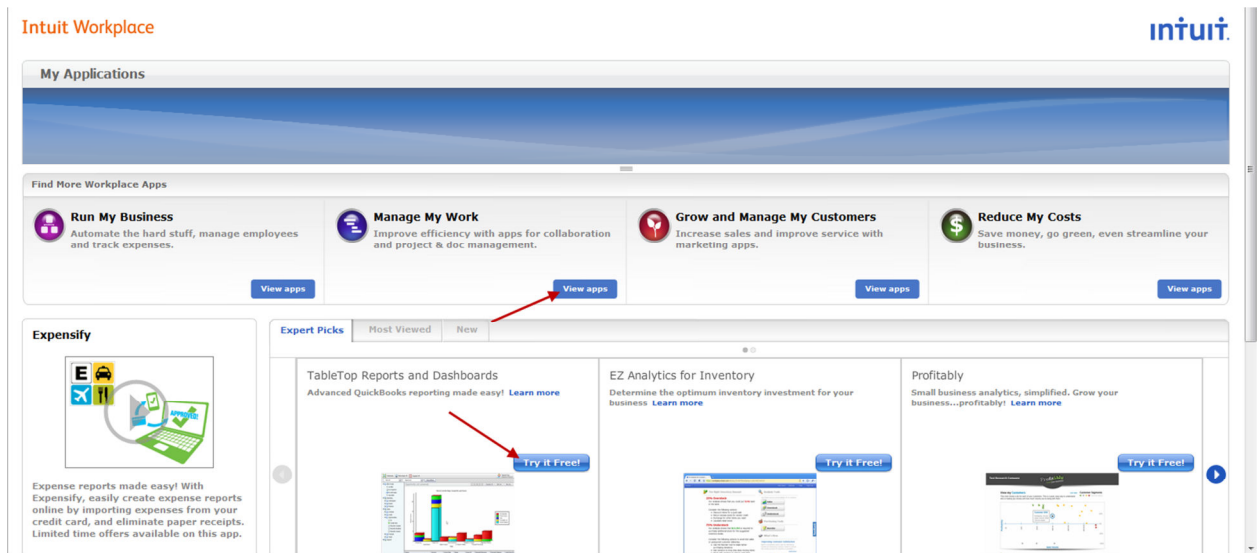 Intuit Workplace
intuit.
My Applications
Find More Workplace Apps
Run My Business
Automate the hard stuff, manage employees
and track expenses.
View apps
Manage My Work
Improve efficiency with apps for collaboration
and project & doc management.
View apps
Grow and Manage My Customers
Increase sales and improve service with
marketing apps.
View apps
Reduce My Costs
Save money, go green, even streamline your
business.
View apps
Expensify
E
APPROVED!
Expense reports made easy! With
Expensify, easily create expense reports
online by importing expenses from your
credit card, and eliminate paper receipts.
Limited time offers available on this app.
Expert Picks Most Viewed New
TableTop Reports and Dashboards
Advanced QuickBooks reporting made easy! Learn more
Try it Free!
EZ Analytics for Inventory
Determine the optimum inventory investment for your
business Learn more
Try it Free!
Profitably
Small business analytics, simplified. Grow your
business...profitably! Learn more
Try it Free!